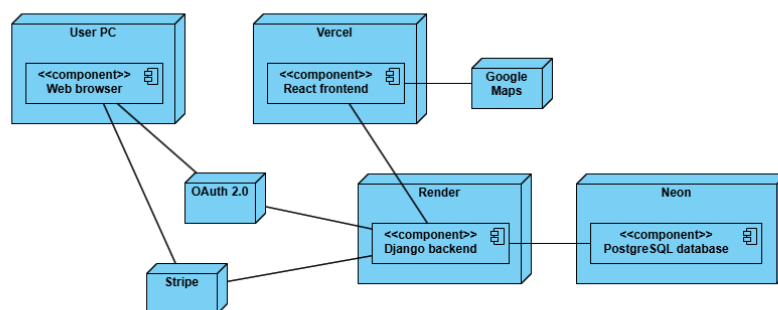 User PC
<<component>>
Web browser
Vercel
<<component>>
React frontend
Google
Maps
OAuth 2.0
Render
<<component>>
Django backend
Neon
<<component>>
PostgreSQL database
Stripe